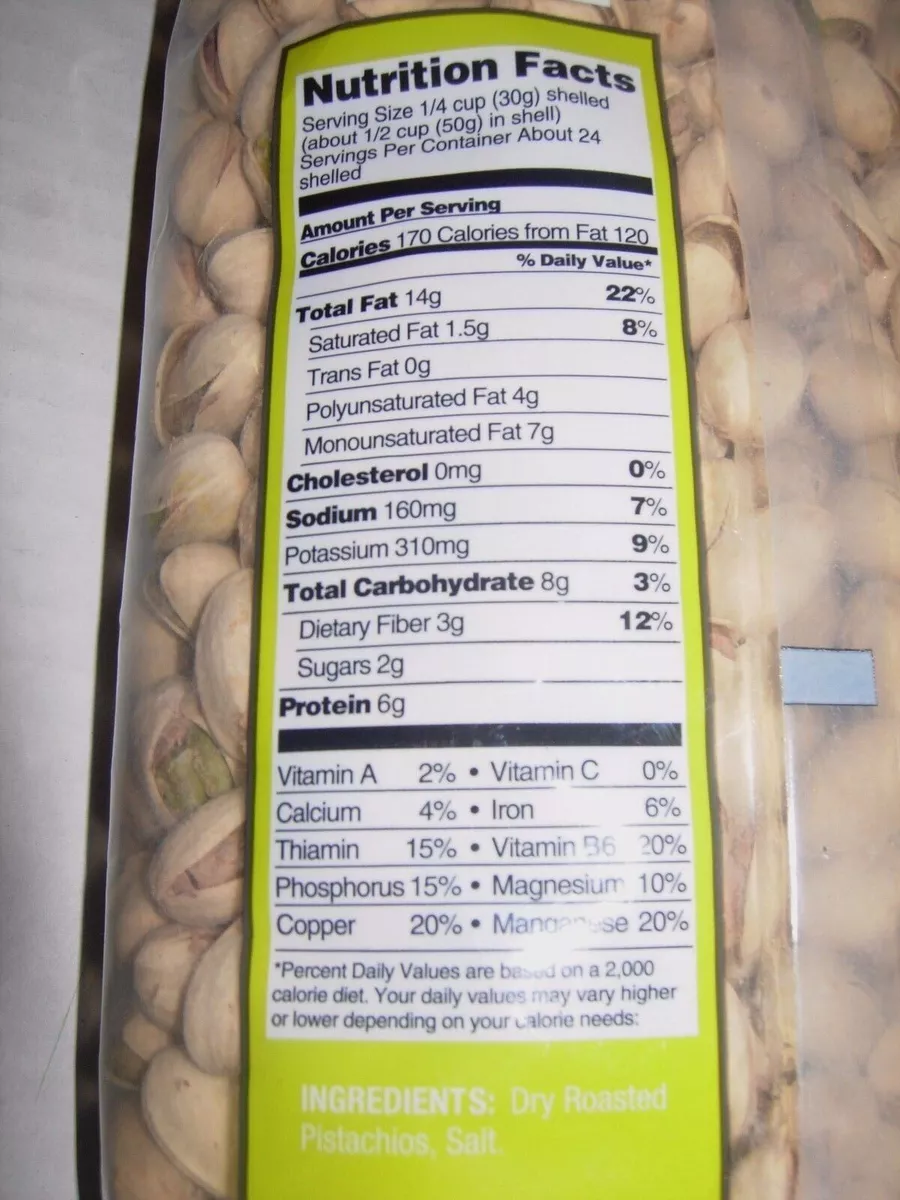 Nutrition Facts
Serving Size 1/4 cup (30g) shelled
(about 1/2 cup (50g) in shell)
Servings Per Container About 24
shelled
Amount Per Serving
Calories 170 Calories from Fat 120
% Daily Value*
Total Fat 14g 22%
Saturated Fat 1.5g 8%
Trans Fat 0g
Polyunsaturated Fat 4g
Monounsaturated Fat 7g
Cholesterol 0mg 0%
Sodium 160mg 7%
Potassium 310mg 9%
Total Carbohydrate 8g 3%
Dietary Fiber 3g 12%
Sugars 2g
Protein 6g
Vitamin A 2% • Vitamin C 0%
Calcium 4% • Iron 6%
Thiamin 15% • Vitamin B6 20%
Phosphorus 15% • Magnesium 10%
Copper 20% • Manganese 20%
*Percent Daily Values are based on a 2,000
calorie diet. Your daily values may vary higher
or lower depending on your calorie needs:
INGREDIENTS: Dry Roasted
Pistachios, Salt.